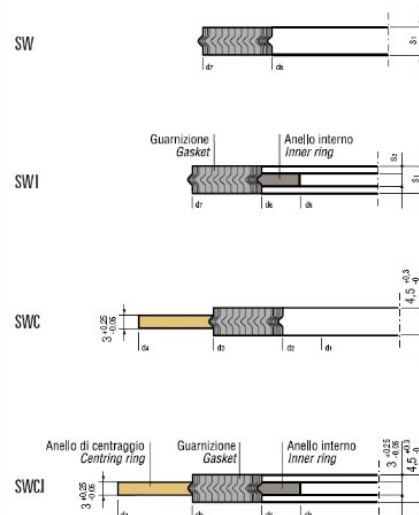 SW
d7
d6
S1
Guarnizione
Gasket
Anello interno
Inner ring
SWI
d7
d6
d5
S2
S1
SWC
3 +0.25 -0.05
d4
d3
d2
d1
4,5 +0,3 -0
Anello di centraggio
Centring ring
Guarnizione
Gasket
Anello interno
Inner ring
SWCI
3 +0.25 -0.05
3 +0.25 -0.05
4,5 +0.3 -0